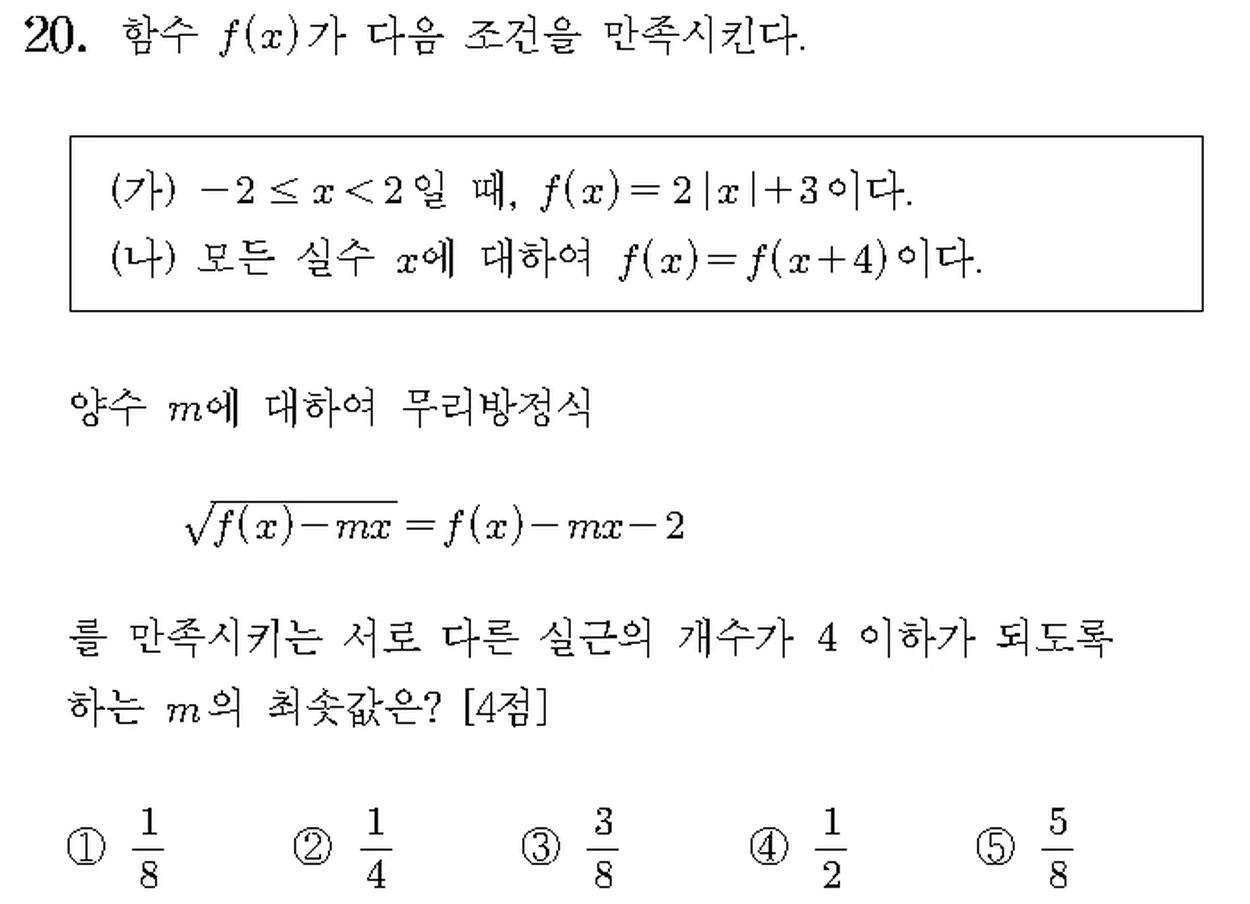 20. 함수 f(x)가 다음 조건을 만족시킨다.
(가) −2 ≤ x < 2일 때, f(x) = 2|x|+3이다.
(나) 모든 실수 x에 대하여 f(x) = f(x+4)이다.
양수 m에 대하여 무리방정식
√(f(x)−mx) = f(x)−mx−2
를 만족시키는 서로 다른 실근의 개수가 4 이하가 되도록
하는 m의 최솟값은? [4점]
① 1/8 ② 1/4 ③ 3/8 ④ 1/2 ⑤ 5/8